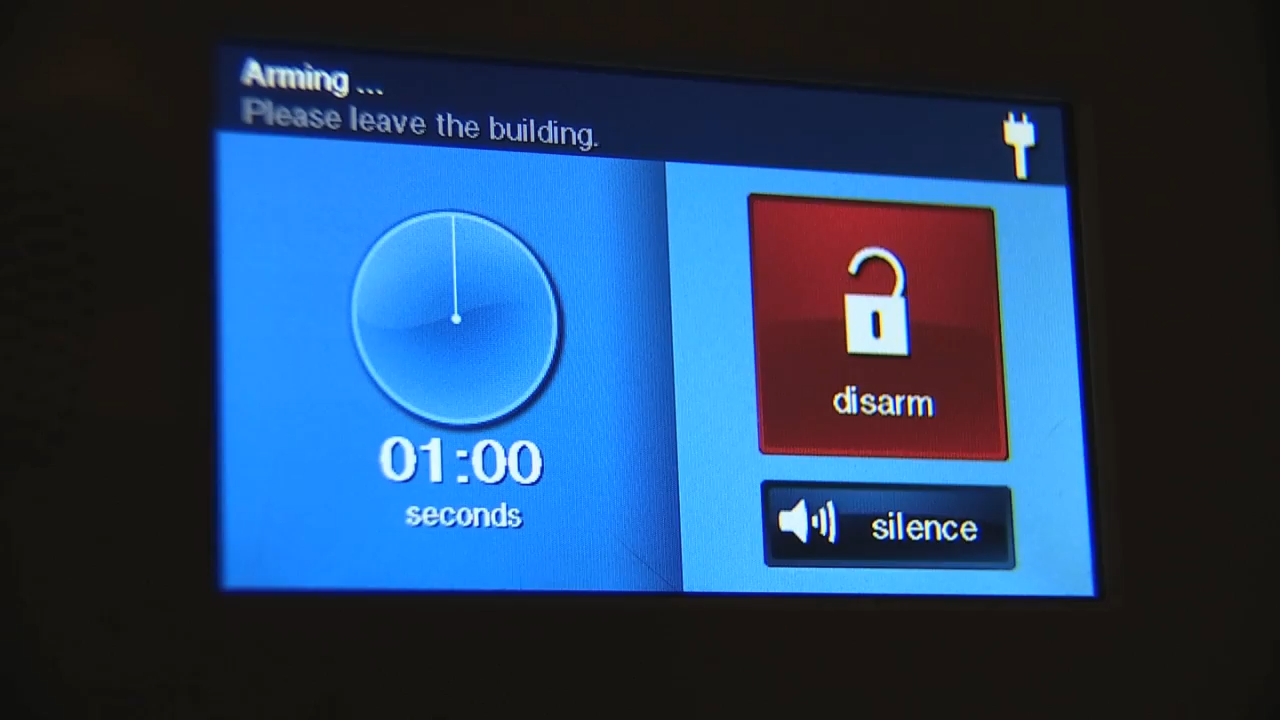 Arming ...
Please leave the building.
01:00
seconds
disarm
silence